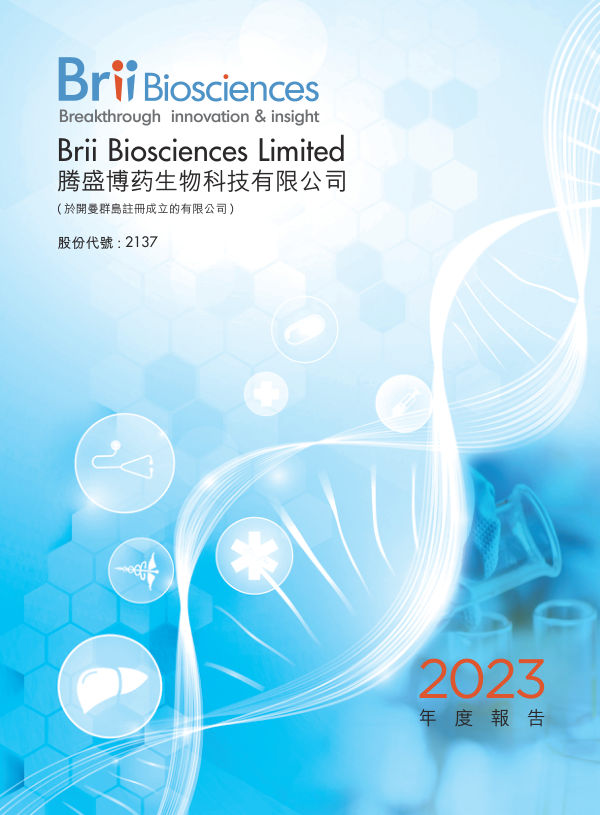 Brii Biosciences
Breakthrough innovation & insight
Brii Biosciences Limited
腾盛博药生物科技有限公司
(於開曼群島註冊成立的有限公司)
股份代號 : 2137
2023
年度報告